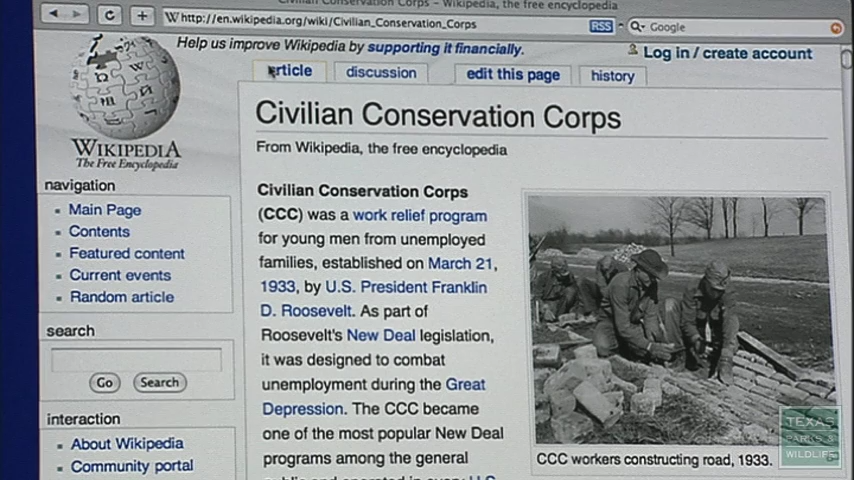 Civilian Conservation Corps - Wikipedia, the free encyclopedia
http://en.wikipedia.org/wiki/Civilian_Conservation_Corps
RSS
Google
Help us improve Wikipedia by supporting it financially.
Log in / create account
article
discussion
edit this page
history
WIKIPEDIA
The Free Encyclopedia
navigation
Main Page
Contents
Featured content
Current events
Random article
search
Go
Search
interaction
About Wikipedia
Community portal
Civilian Conservation Corps
From Wikipedia, the free encyclopedia
Civilian Conservation Corps
(CCC) was a work relief program
for young men from unemployed
families, established on March 21,
1933, by U.S. President Franklin
D. Roosevelt. As part of
Roosevelt's New Deal legislation,
it was designed to combat
unemployment during the Great
Depression. The CCC became
one of the most popular New Deal
programs among the general
public and operated in every U.S.
CCC workers constructing road, 1933.
TEXAS
PARKS &
WILDLIFE